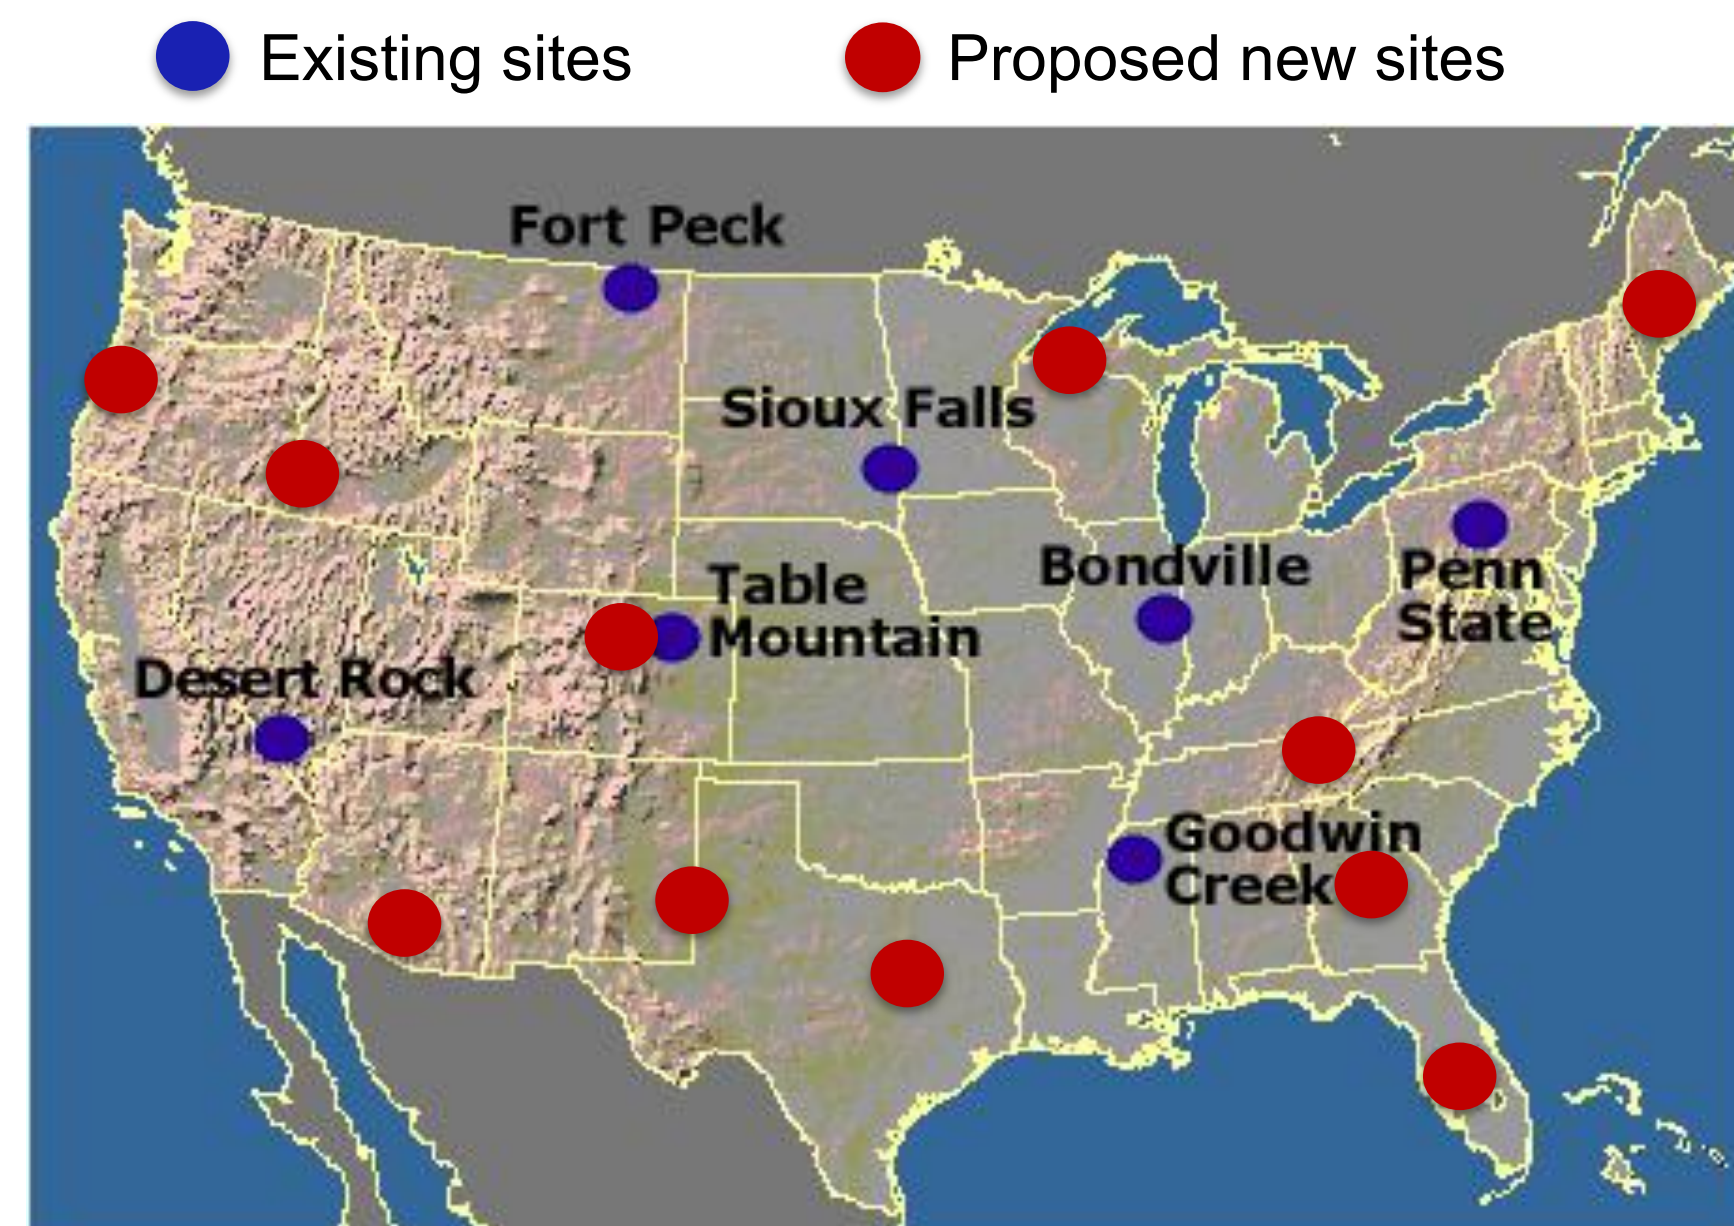 Existing sites
Proposed new sites
Fort Peck
Sioux Falls
Table
Mountain
Bondville
Penn
State
Desert Rock
Goodwin
Creek